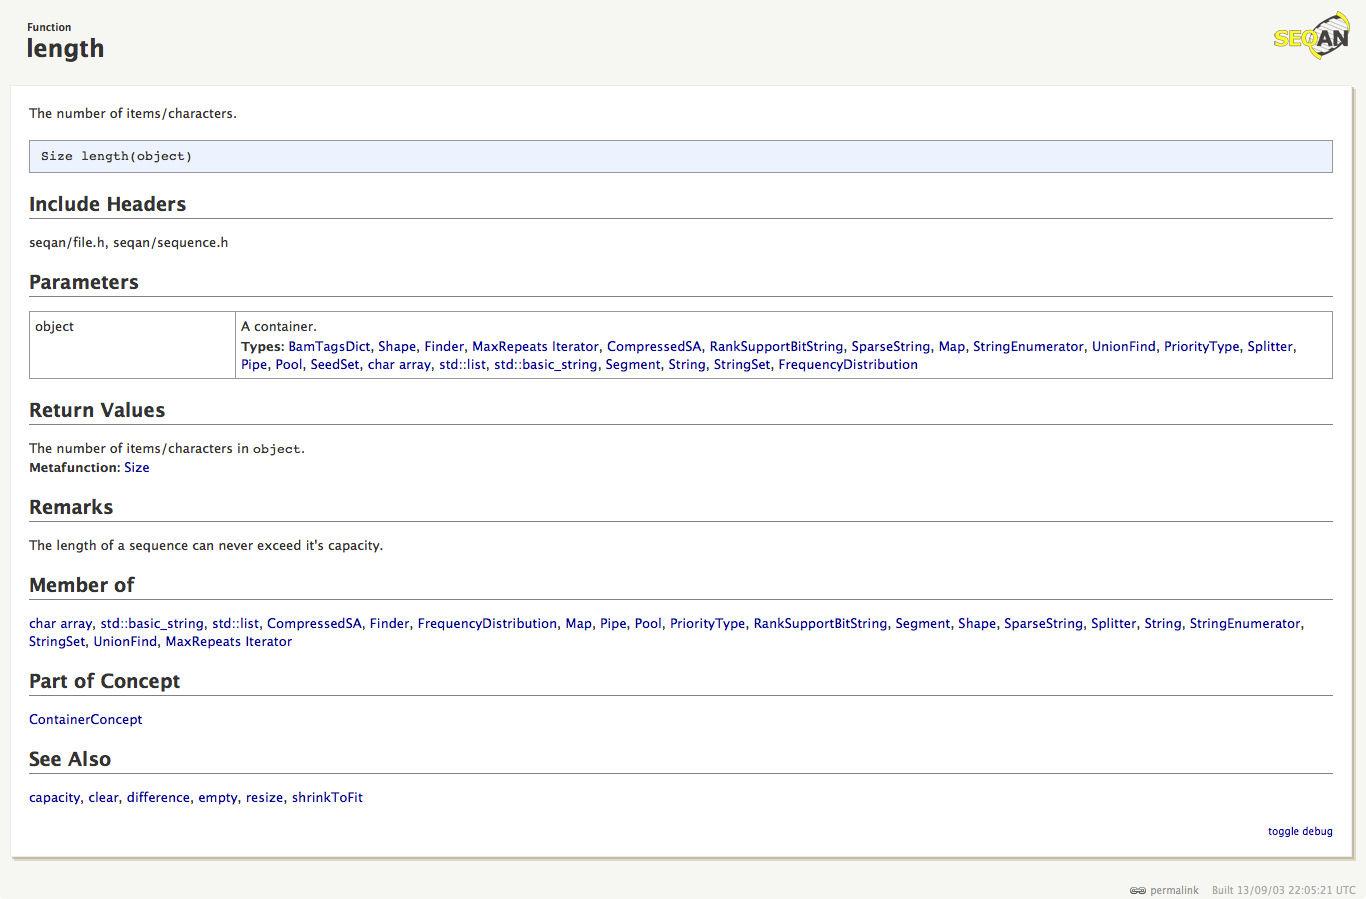 Function
length
SEQAN
The number of items/characters.
Size length(object)
Include Headers
seqan/file.h, seqan/sequence.h
Parameters
object
A container.
Types: BamTagsDict, Shape, Finder, MaxRepeats Iterator, CompressedSA, RankSupportBitString, SparseString, Map, StringEnumerator, UnionFind, PriorityType, Splitter,
Pipe, Pool, SeedSet, char array, std::list, std::basic_string, Segment, String, StringSet, FrequencyDistribution
Return Values
The number of items/characters in object.
Metafunction: Size
Remarks
The length of a sequence can never exceed it's capacity.
Member of
char array, std::basic_string, std::list, CompressedSA, Finder, FrequencyDistribution, Map, Pipe, Pool, PriorityType, RankSupportBitString, Segment, Shape, SparseString, Splitter, String, StringEnumerator,
StringSet, UnionFind, MaxRepeats Iterator
Part of Concept
ContainerConcept
See Also
capacity, clear, difference, empty, resize, shrinkToFit
toggle debug
permalink Built 13/09/03 22:05:21 UTC